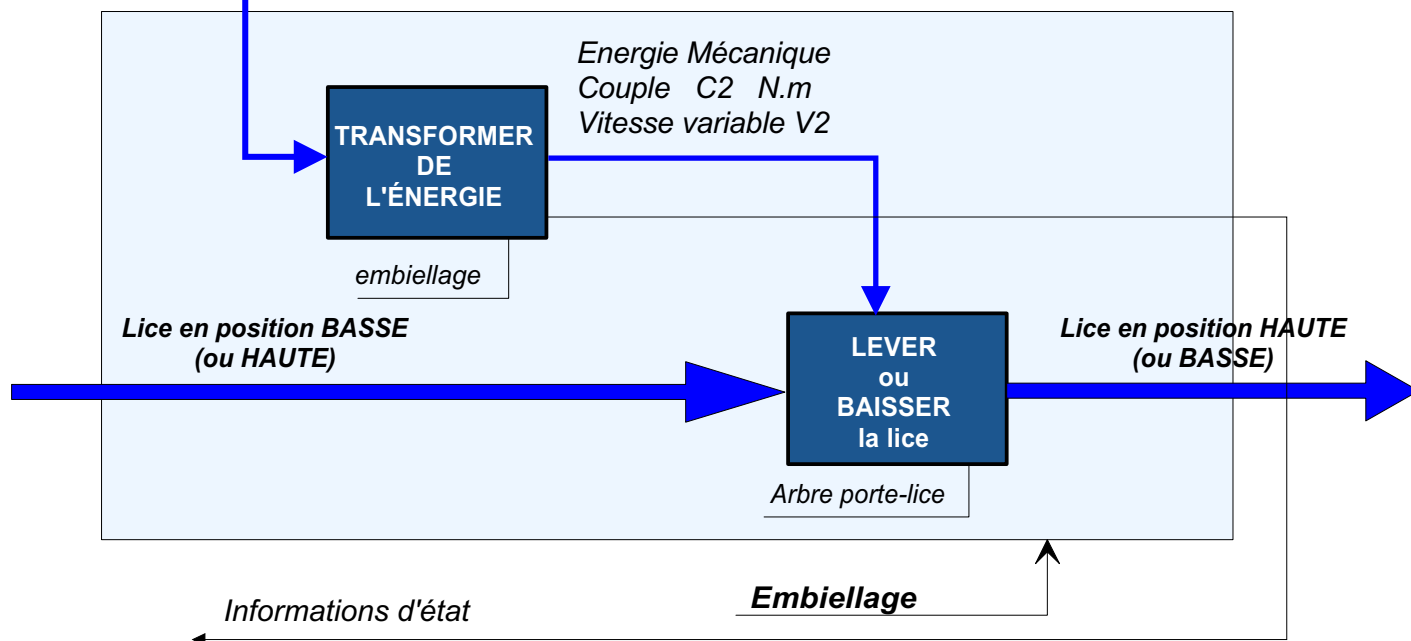 Energie Mécanique
Couple C2 N.m
Vitesse variable V2
TRANSFORMER
DE
L'ÉNERGIE
embiellage
Lice en position BASSE
(ou HAUTE)
LEVER
ou
BAISSER
la lice
Lice en position HAUTE
(ou BASSE)
Arbre porte-lice
Embiellage
Informations d'état